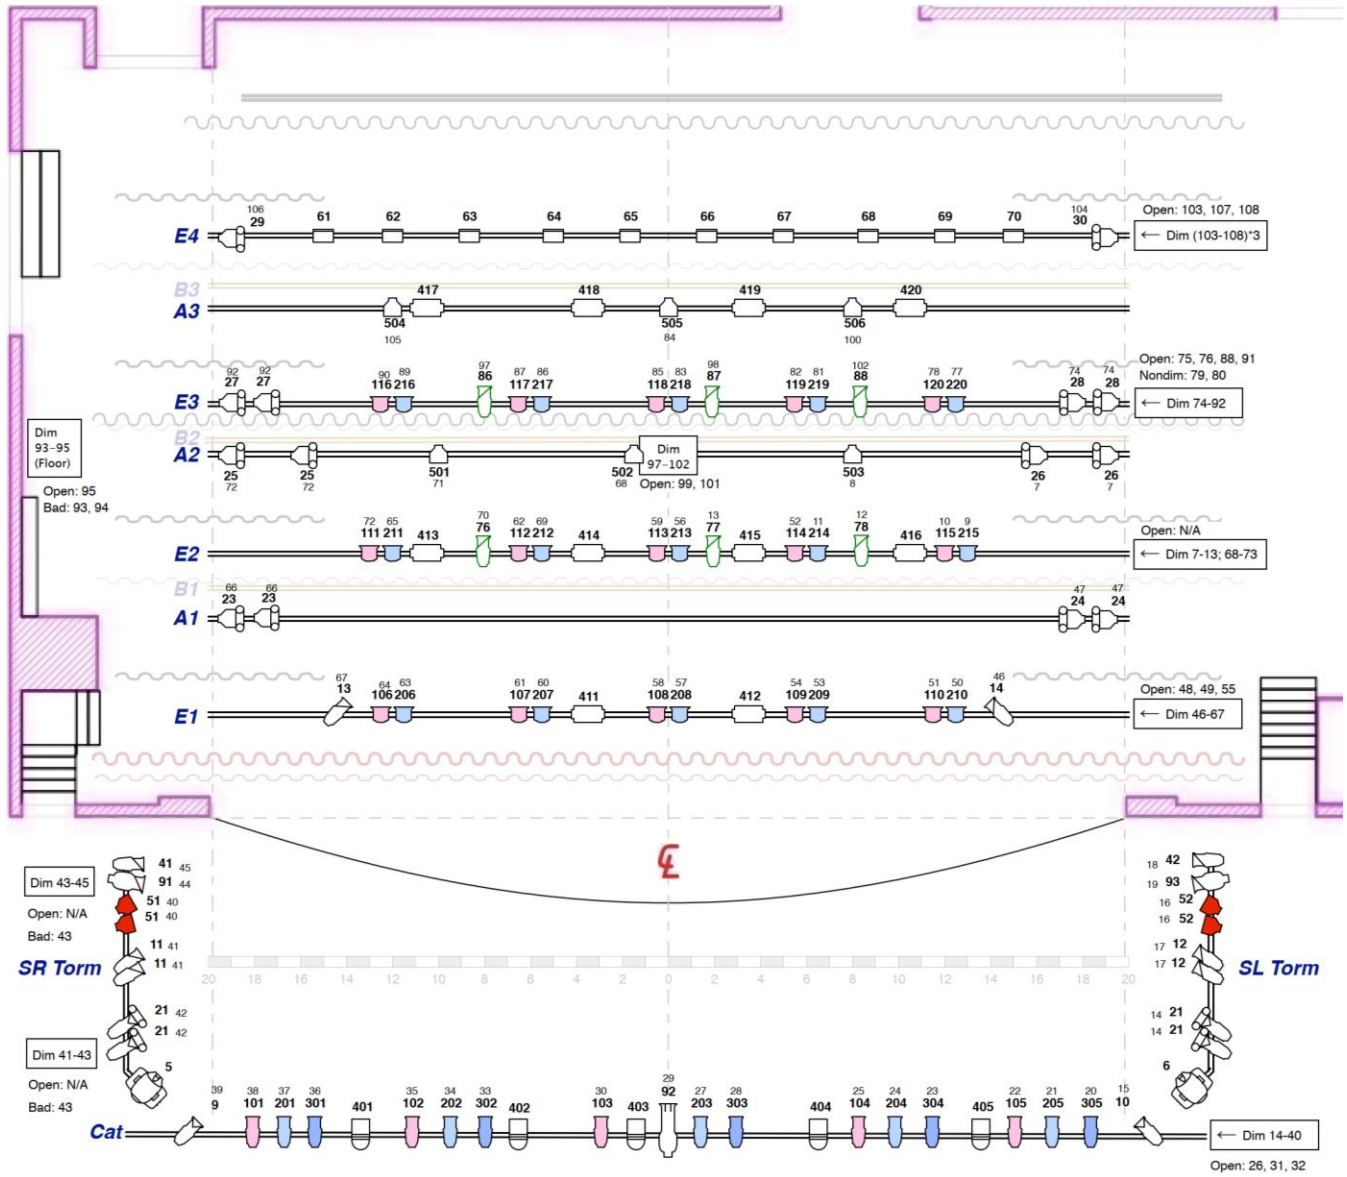 Open: 103, 107, 108
106 104
29 61 62 63 64 65 66 67 68 69 70 30
E4 ← Dim (103-108)*3
B3
417 418 419 420
A3
504 505 506
105 84 100
Open: 75, 76, 88, 91
Nondim: 79, 80
92 92 90 89 97 87 86 85 83 98 82 81 102 78 77 74 74
27 27 116 216 86 117 217 118 218 87 119 219 88 120 220 28 28
E3 ← Dim 74-92
Dim
93-95
(Floor)
Open: 95
Bad: 93, 94
B2
A2
Dim
97-102
25 25 501 502 503 26 26
72 72 71 68 8 7 7
Open: 99, 101
Open: N/A
72 65 70 62 69 59 56 13 52 11 12 10 9
111 211 413 76 112 212 414 113 213 77 415 114 214 78 416 115 215
E2 ← Dim 7-13; 68-73
B1
66 66 47 47
23 23 24 24
A1
Open: 48, 49, 55
67 64 63 61 60 58 57 54 53 51 50 46
13 106 206 107 207 411 108 208 412 109 209 110 210 14
E1 ← Dim 46-67
CL
Dim 43-45
Open: N/A
Bad: 43
41 45
91 44
51 40
51 40
SR Torm
11 41
11 41
21 42
21 42
Dim 41-43
Open: N/A
Bad: 43
5
20 18 16 14 12 10 8 6 4 2 0 2 4 6 8 10 12 14 16 18 20
18 42
19 93
16 52
16 52
17 12
17 12
SL Torm
14 21
14 21
6
39 38 37 36 35 34 33 30 29 27 28 25 24 23 22 21 20 15
9 101 201 301 401 102 202 302 402 103 403 92 203 303 404 104 204 304 405 105 205 305 10
Cat ← Dim 14-40
Open: 26, 31, 32